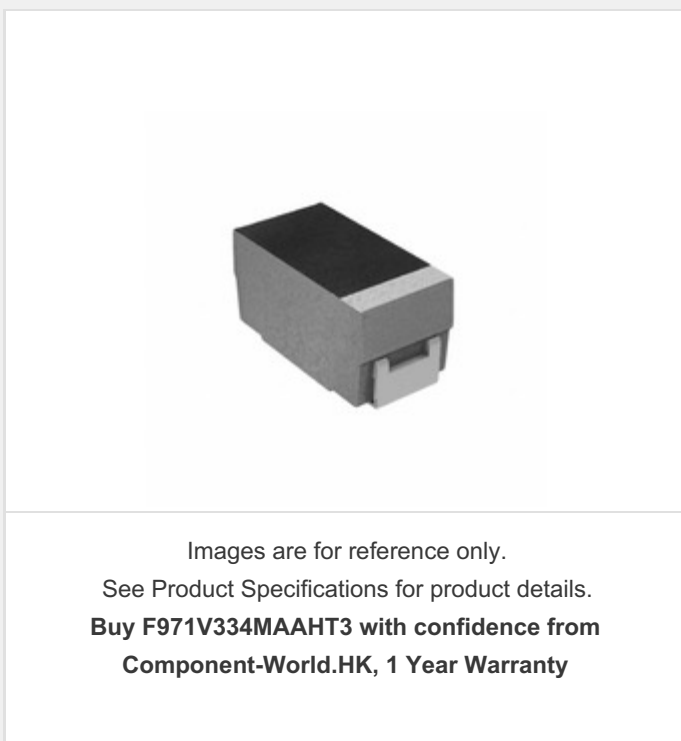 Images are for reference only.
See Product Specifications for product details.
Buy F971V334MAAHT3 with confidence from
Component-World.HK, 1 Year Warranty